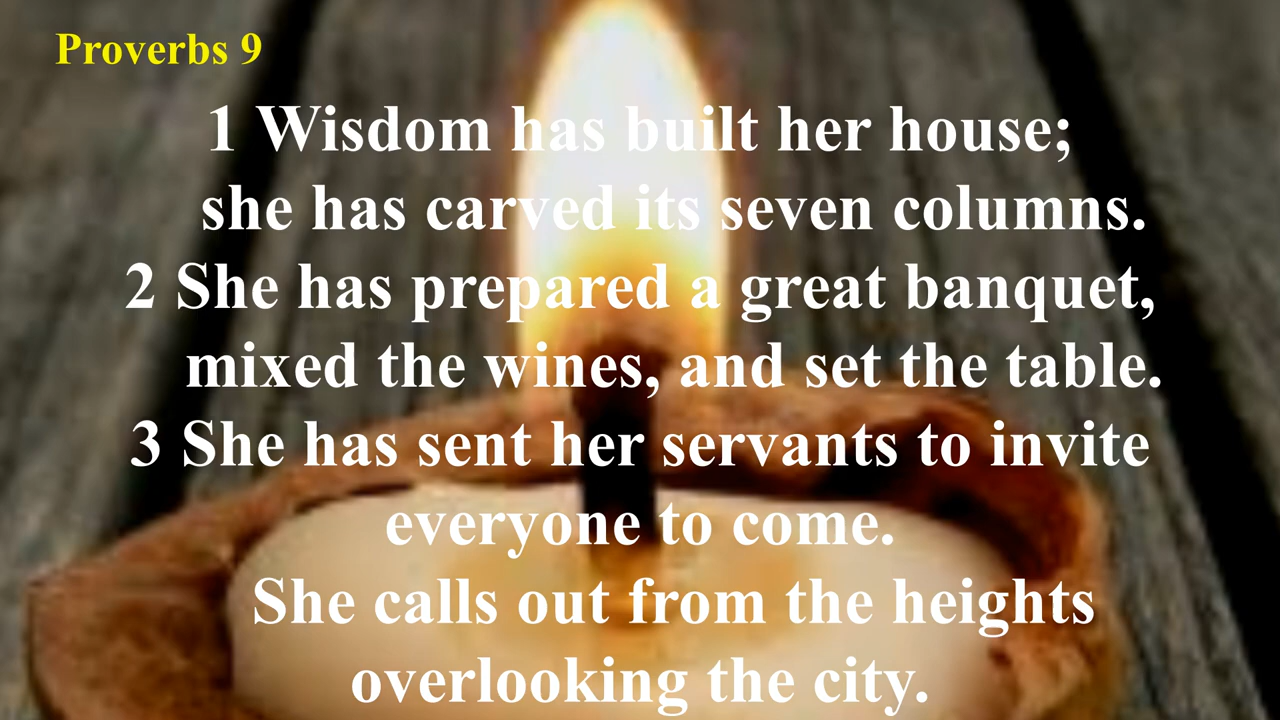 Proverbs 9
1 Wisdom has built her house;
she has carved its seven columns.
2 She has prepared a great banquet,
mixed the wines, and set the table.
3 She has sent her servants to invite
everyone to come.
She calls out from the heights
overlooking the city.